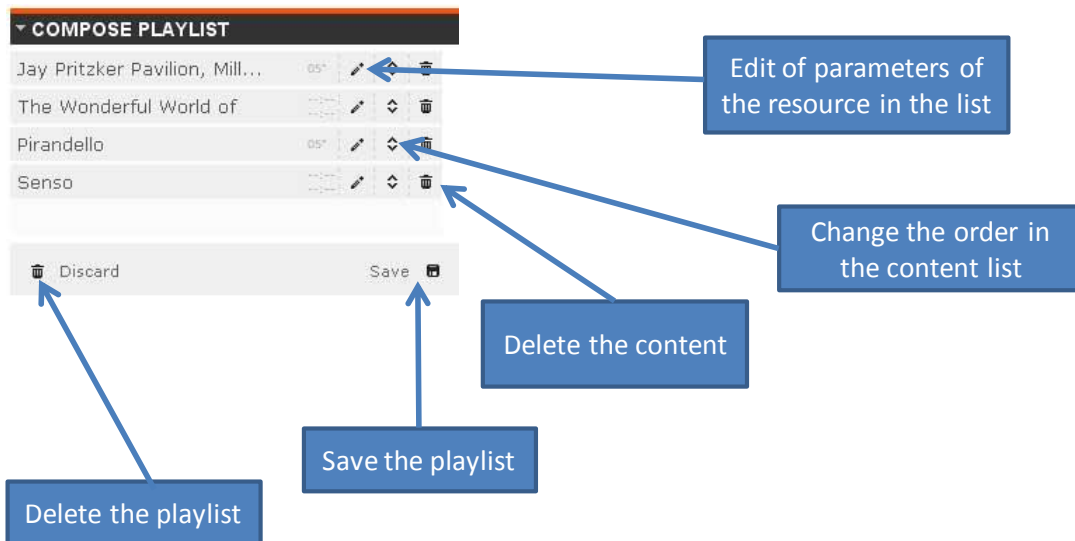 COMPOSE PLAYLIST
Jay Pritzker Pavilion, Mill... 05"
The Wonderful World of
Pirandello 05"
Senso
Discard Save
Edit of parameters of
the resource in the list
Change the order in
the content list
Delete the content
Save the playlist
Delete the playlist